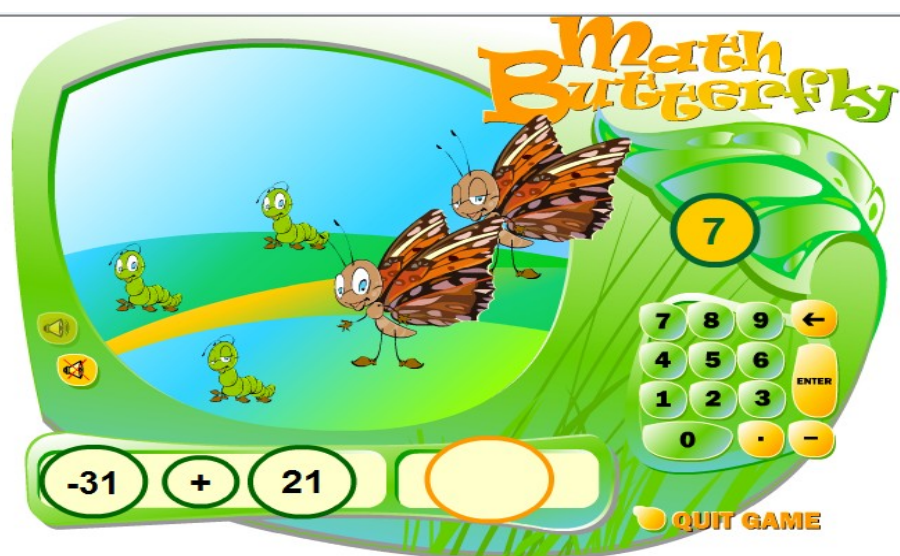 Math
Butterfly
7
7 8 9 ←
4 5 6
ENTER
1 2 3
0 . −
-31 + 21
QUIT GAME